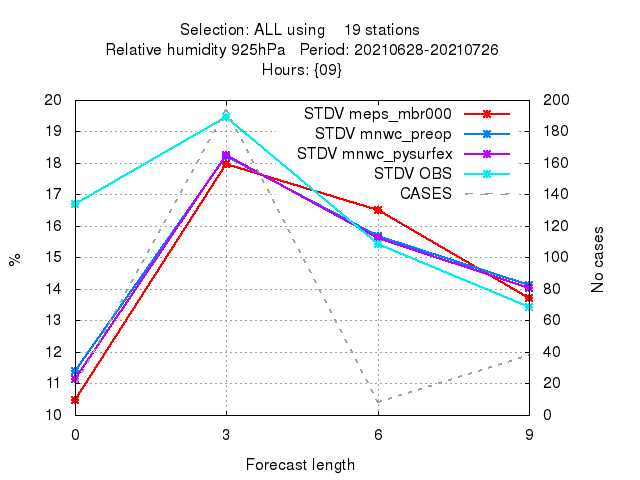 Selection: ALL using    19 stations
Relative humidity 925hPa   Period: 20210628-20210726
Hours: {09}
20 200
19 180
18 160
17 140
16 120
15 100
14 80
13 60
12 40
11 20
10 0
STDV meps_mbr000
STDV mnwc_preop
STDV mnwc_pysurfex
STDV OBS
CASES
%
No cases
0 3 6 9
Forecast length